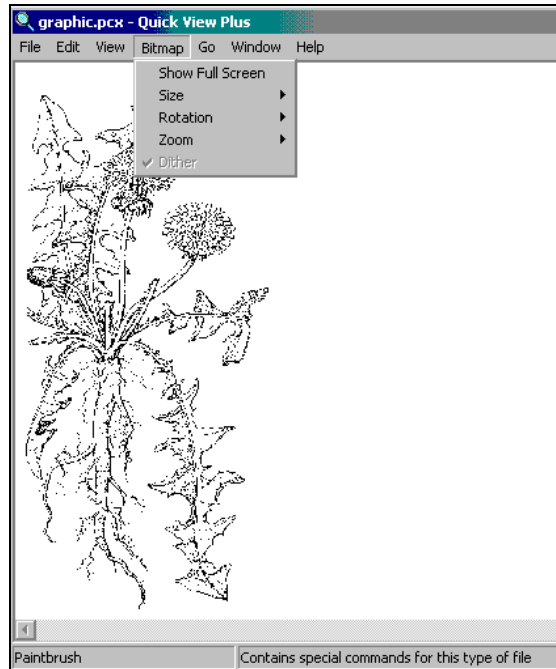 graphic.pcx - Quick View Plus
File Edit View Bitmap Go Window Help
Show Full Screen
Size
Rotation
Zoom
Dither
Paintbrush Contains special commands for this type of file